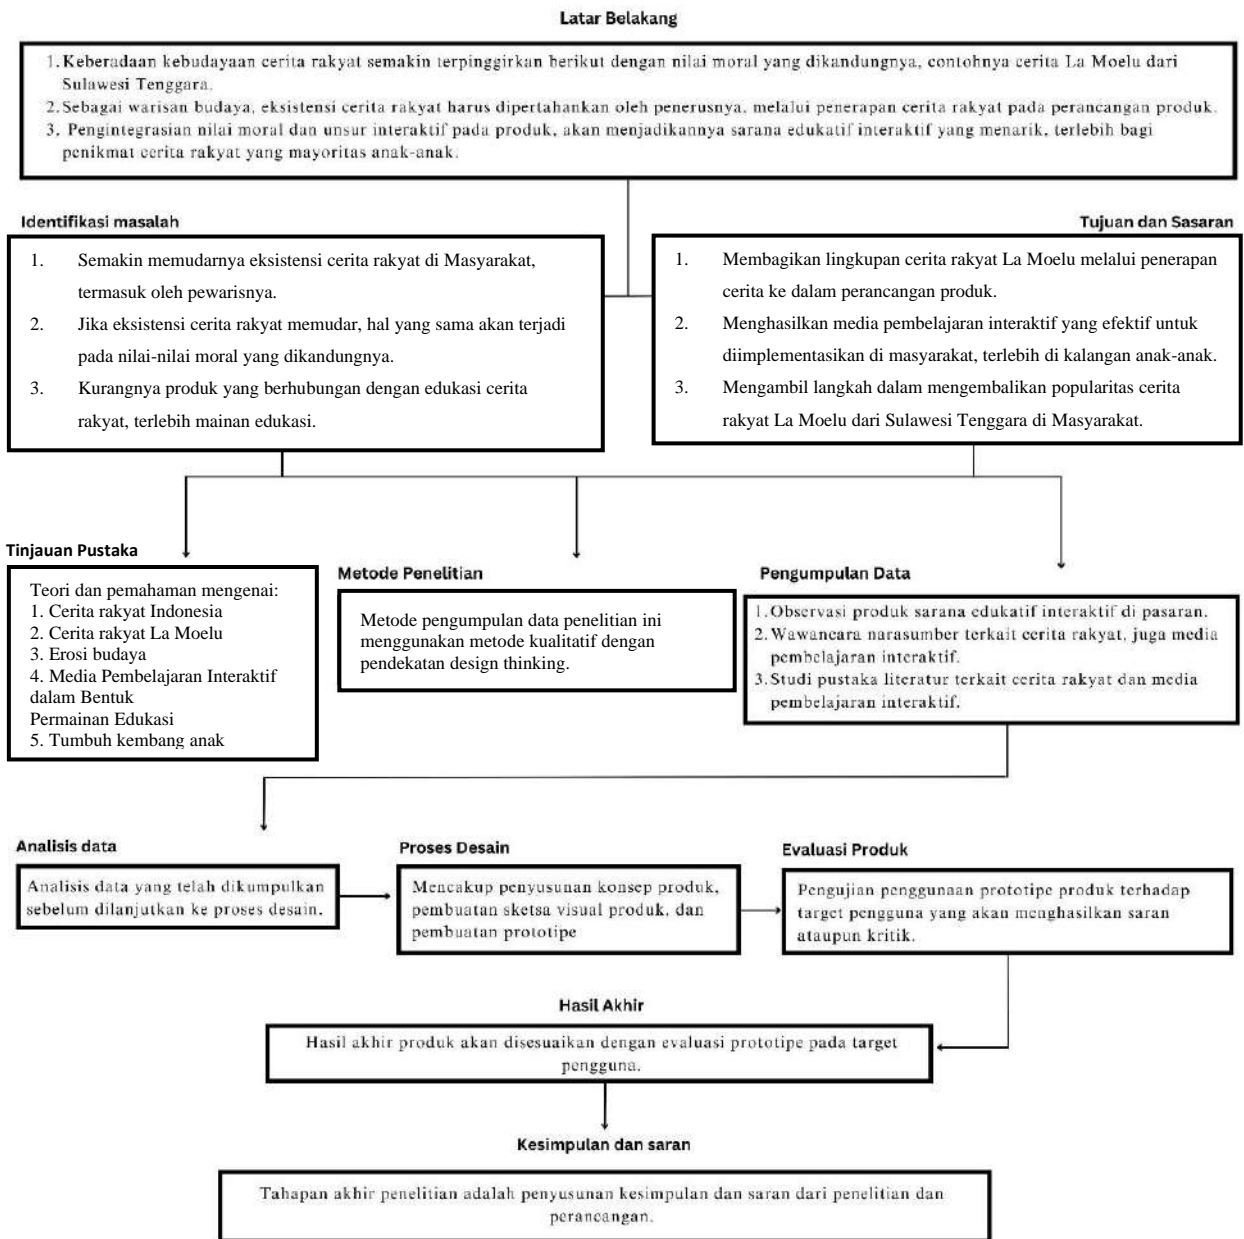 Latar Belakang
1. Keberadaan kebudayaan cerita rakyat semakin terpinggirkan berikut dengan nilai moral yang dikandungnya, contohnya cerita La Moelu dari
Sulawesi Tenggara.
2. Sebagai warisan budaya, eksistensi cerita rakyat harus dipertahankan oleh penerusnya, melalui penerapan cerita rakyat pada perancangan produk.
3. Pengintegrasian nilai moral dan unsur interaktif pada produk, akan menjadikannya sarana edukatif interaktif yang menarik, terlebih bagi
penikmat cerita rakyat yang mayoritas anak-anak.
Identifikasi masalah
1. Semakin memudarnya eksistensi cerita rakyat di Masyarakat,
termasuk oleh pewarisnya.
2. Jika eksistensi cerita rakyat memudar, hal yang sama akan terjadi
pada nilai-nilai moral yang dikandungnya.
3. Kurangnya produk yang berhubungan dengan edukasi cerita
rakyat, terlebih mainan edukasi.
Tujuan dan Sasaran
1. Membagikan lingkupan cerita rakyat La Moelu melalui penerapan
cerita ke dalam perancangan produk.
2. Menghasilkan media pembelajaran interaktif yang efektif untuk
diimplementasikan di masyarakat, terlebih di kalangan anak-anak.
3. Mengambil langkah dalam mengembalikan popularitas cerita
rakyat La Moelu dari Sulawesi Tenggara di Masyarakat.
Tinjauan Pustaka
Teori dan pemahaman mengenai:
1. Cerita rakyat Indonesia
2. Cerita rakyat La Moelu
3. Erosi budaya
4. Media Pembelajaran Interaktif
dalam Bentuk
Permainan Edukasi
5. Tumbuh kembang anak
Metode Penelitian
Metode pengumpulan data penelitian ini
menggunakan metode kualitatif dengan
pendekatan design thinking.
Pengumpulan Data
1. Observasi produk sarana edukatif interaktif di pasaran.
2. Wawancara narasumber terkait cerita rakyat, juga media
pembelajaran interaktif.
3. Studi pustaka literatur terkait cerita rakyat dan media
pembelajaran interaktif.
Analisis data
Analisis data yang telah dikumpulkan
sebelum dilanjutkan ke proses desain.
Proses Desain
Mencakup penyusunan konsep produk,
pembuatan sketsa visual produk, dan
pembuatan prototipe
Evaluasi Produk
Pengujian penggunaan prototipe produk terhadap
target pengguna yang akan menghasilkan saran
ataupun kritik.
Hasil Akhir
Hasil akhir produk akan disesuaikan dengan evaluasi prototipe pada target
pengguna.
Kesimpulan dan saran
Tahapan akhir penelitian adalah penyusunan kesimpulan dan saran dari penelitian dan
perancangan.